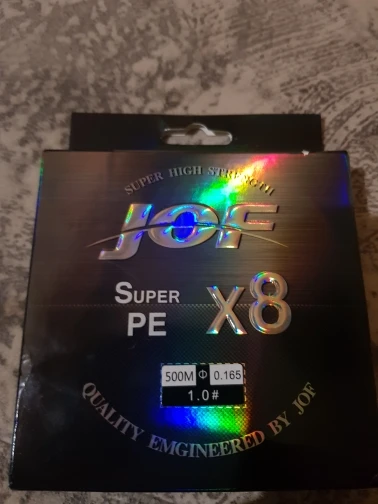 SUPER HIGH STRENGTH
JOF
SUPER
PE
X8
500M Φ 0.165
1.0#
QUALITY EMGINEERED BY JOF